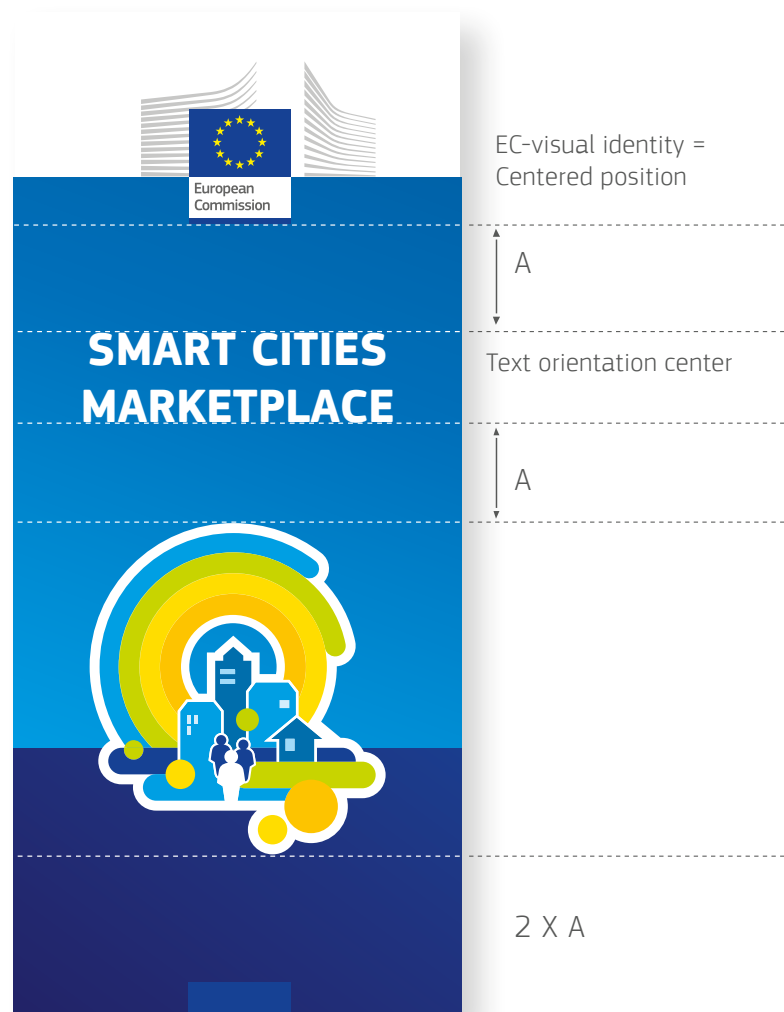 EC-visual identity =
Centered position
European
Commission
A
SMART CITIES
MARKETPLACE
Text orientation center
A
2 X A